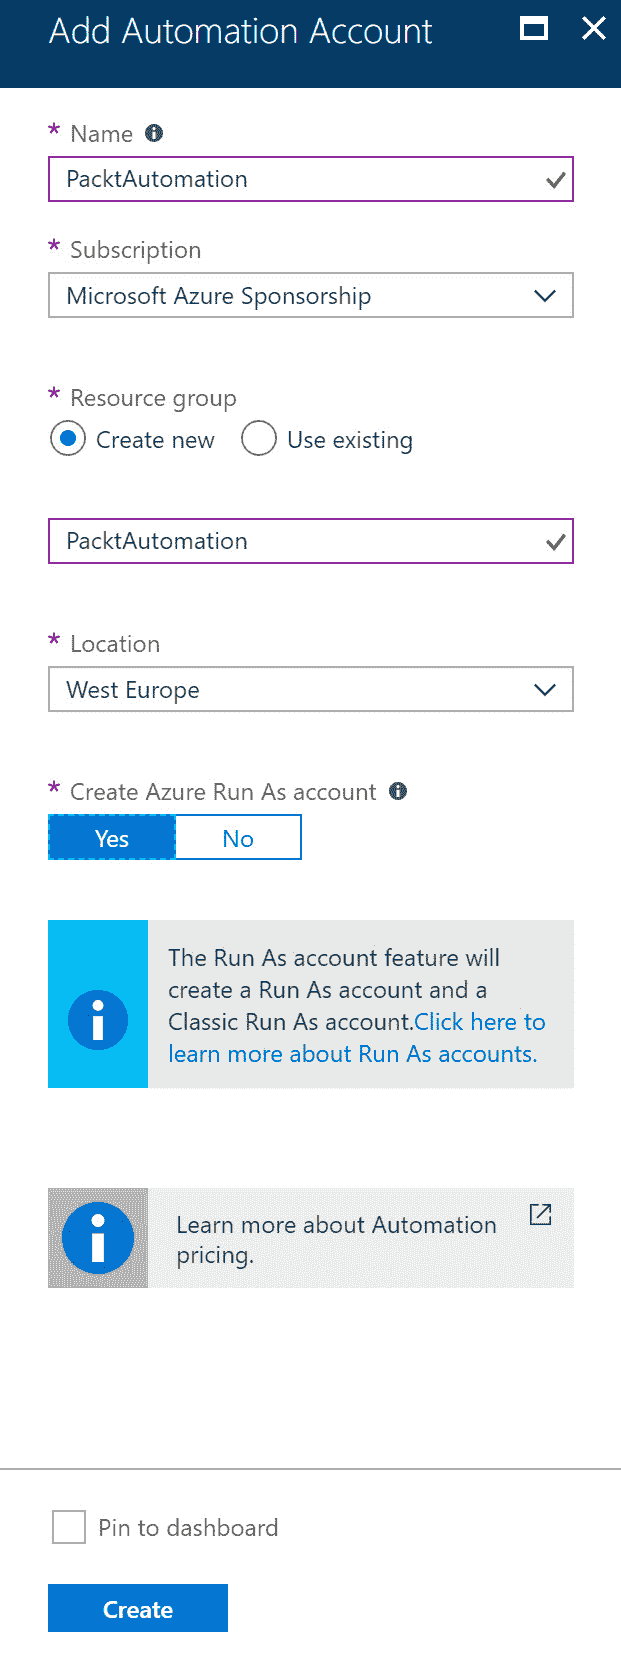 Add Automation Account
* Name
PacktAutomation
* Subscription
Microsoft Azure Sponsorship
* Resource group
Create new Use existing
PacktAutomation
* Location
West Europe
* Create Azure Run As account
Yes No
The Run As account feature will
create a Run As account and a
Classic Run As account.Click here to
learn more about Run As accounts.
Learn more about Automation
pricing.
Pin to dashboard
Create